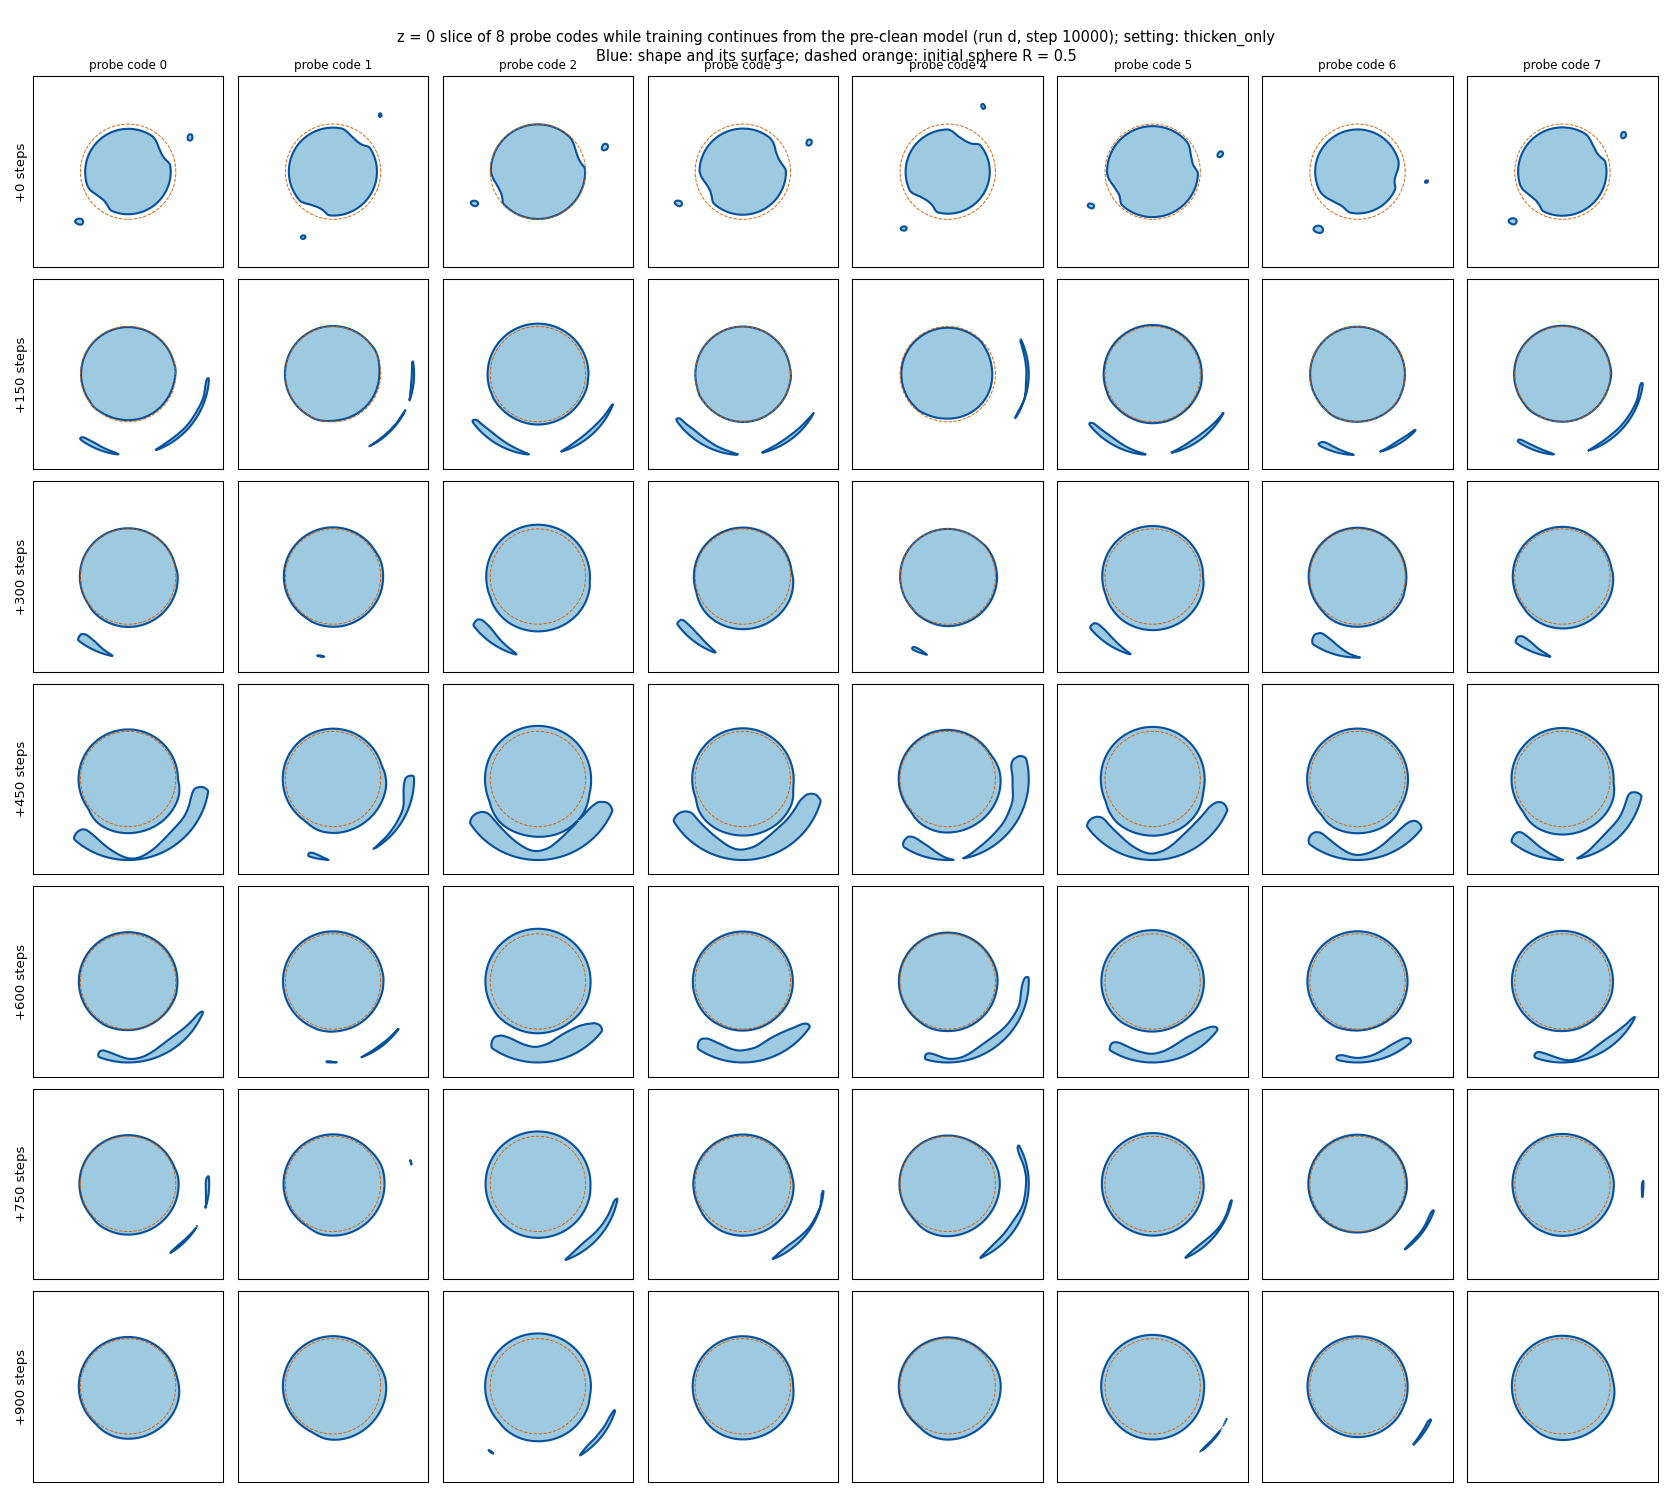 z = 0 slice of 8 probe codes while training continues from the pre-clean model (run d, step 10000); setting: thicken_only
Blue: shape and its surface; dashed orange: initial sphere R = 0.5
probe code 0 probe code 1 probe code 2 probe code 3 probe code 4 probe code 5 probe code 6 probe code 7
+0 steps
+150 steps
+300 steps
+450 steps
+600 steps
+750 steps
+900 steps